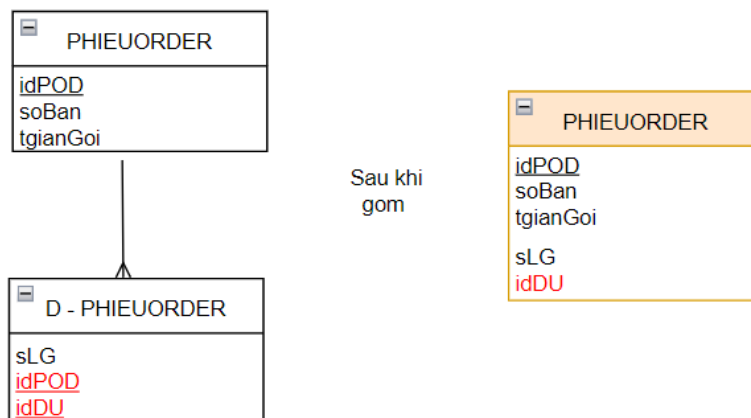 PHIEUORDER
idPOD
soBan
tgianGoi
D - PHIEUORDER
sLG
idPOD
idDU
Sau khi
gom
PHIEUORDER
idPOD
soBan
tgianGoi
sLG
idDU